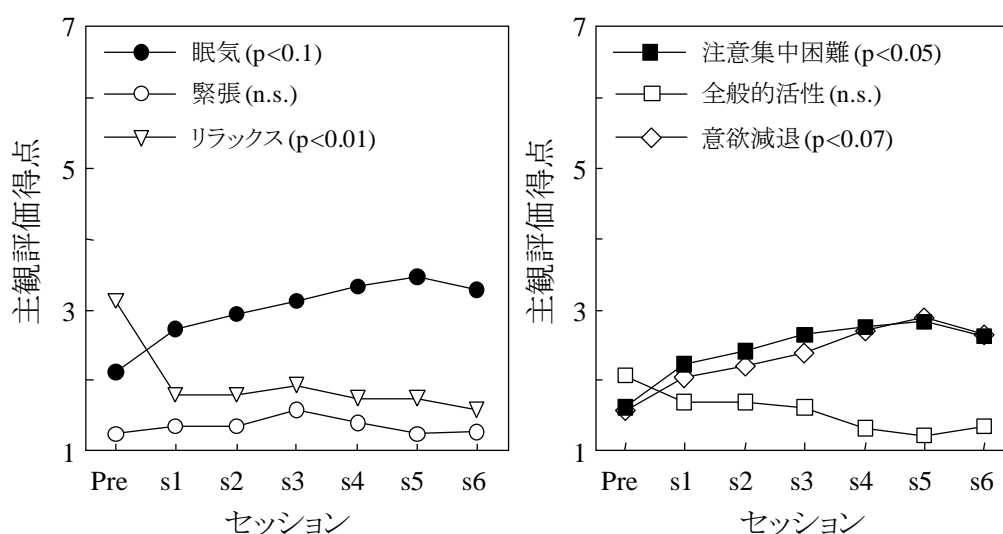 主観評価得点
7
5
3
1
眠気 (p<0.1)
緊張 (n.s.)
リラックス (p<0.01)
Pre s1 s2 s3 s4 s5 s6
セッション
主観評価得点
7
5
3
1
注意集中困難 (p<0.05)
全般的活性 (n.s.)
意欲減退 (p<0.07)
Pre s1 s2 s3 s4 s5 s6
セッション